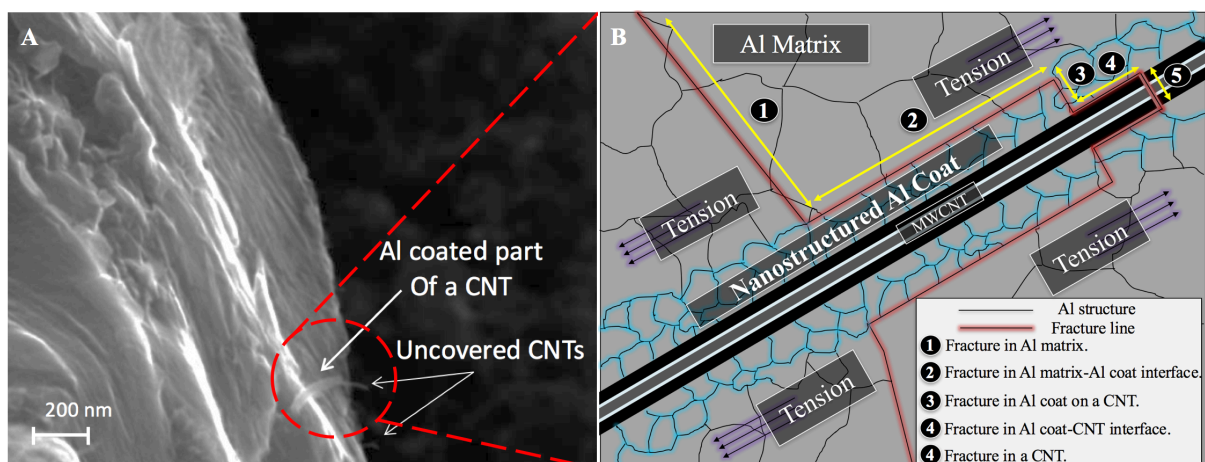 A
Al coated part
Of a CNT
Uncovered CNTs
200 nm
B
Al Matrix
Tension
3
4
5
1
2
Nanostructured Al Coat
Tension
MWCNT
Tension
Tension
Al structure
Fracture line
1 Fracture in Al matrix.
2 Fracture in Al matrix-Al coat interface.
3 Fracture in Al coat on a CNT.
4 Fracture in Al coat-CNT interface.
4 Fracture in a CNT.